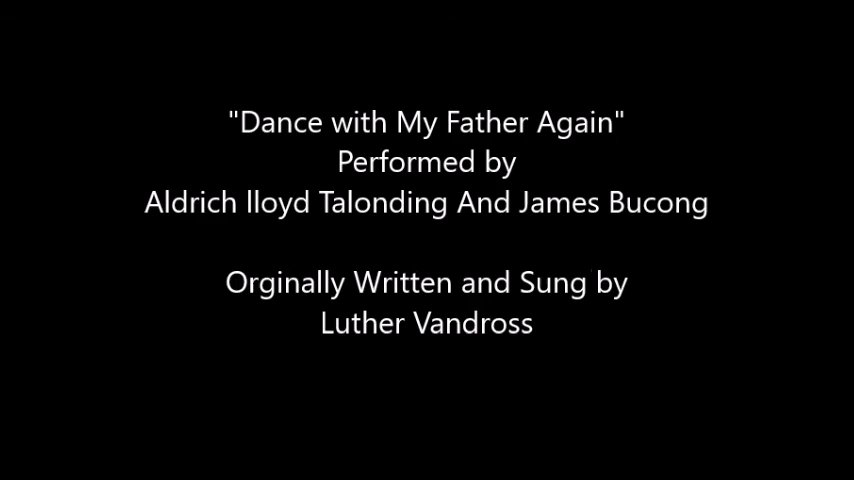 "Dance with My Father Again"
Performed by
Aldrich lloyd Talonding And James Bucong
Orginally Written and Sung by
Luther Vandross